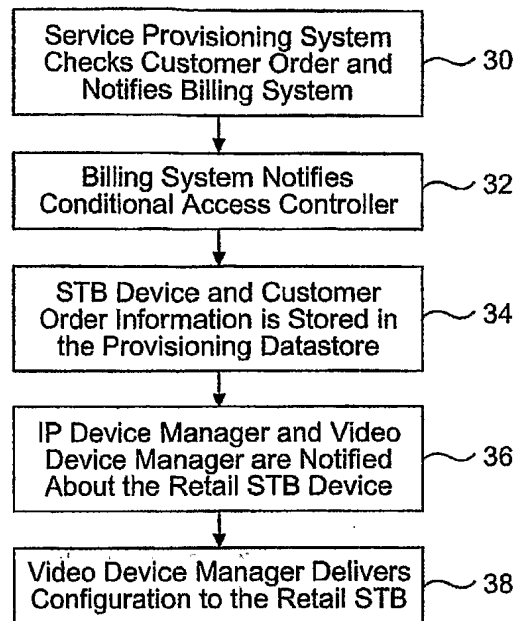 Service Provisioning System
Checks Customer Order and
Notifies Billing System
30
Billing System Notifies
Conditional Access Controller
32
STB Device and Customer
Order Information is Stored in
the Provisioning Datastore
34
IP Device Manager and Video
Device Manager are Notified
About the Retail STB Device
36
Video Device Manager Delivers
Configuration to the Retail STB
38